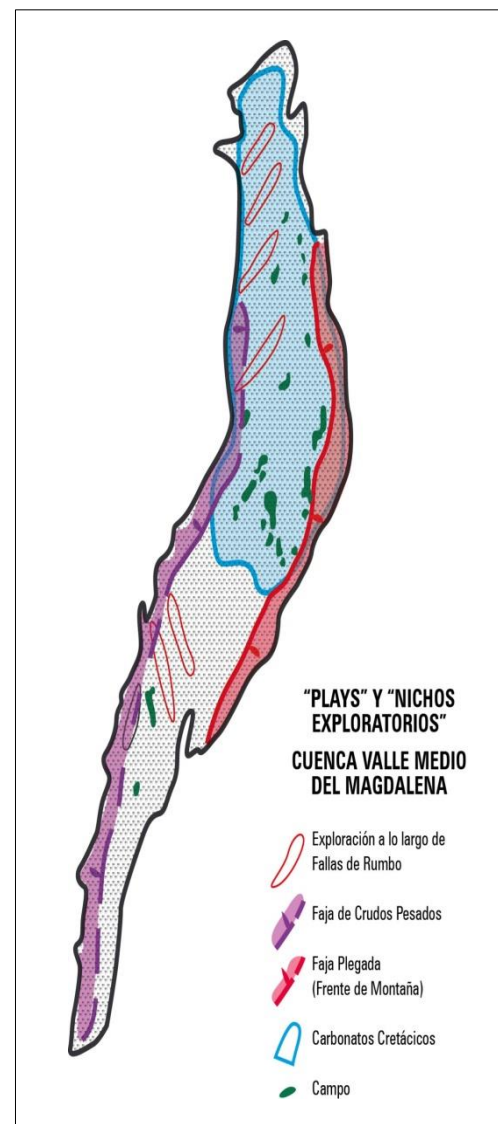 "PLAYS" Y "NICHOS
EXPLORATORIOS"
CUENCA VALLE MEDIO
DEL MAGDALENA
Exploración a lo largo de
Fallas de Rumbo
Faja de Crudos Pesados
Faja Plegada
(Frente de Montaña)
Carbonatos Cretácicos
Campo